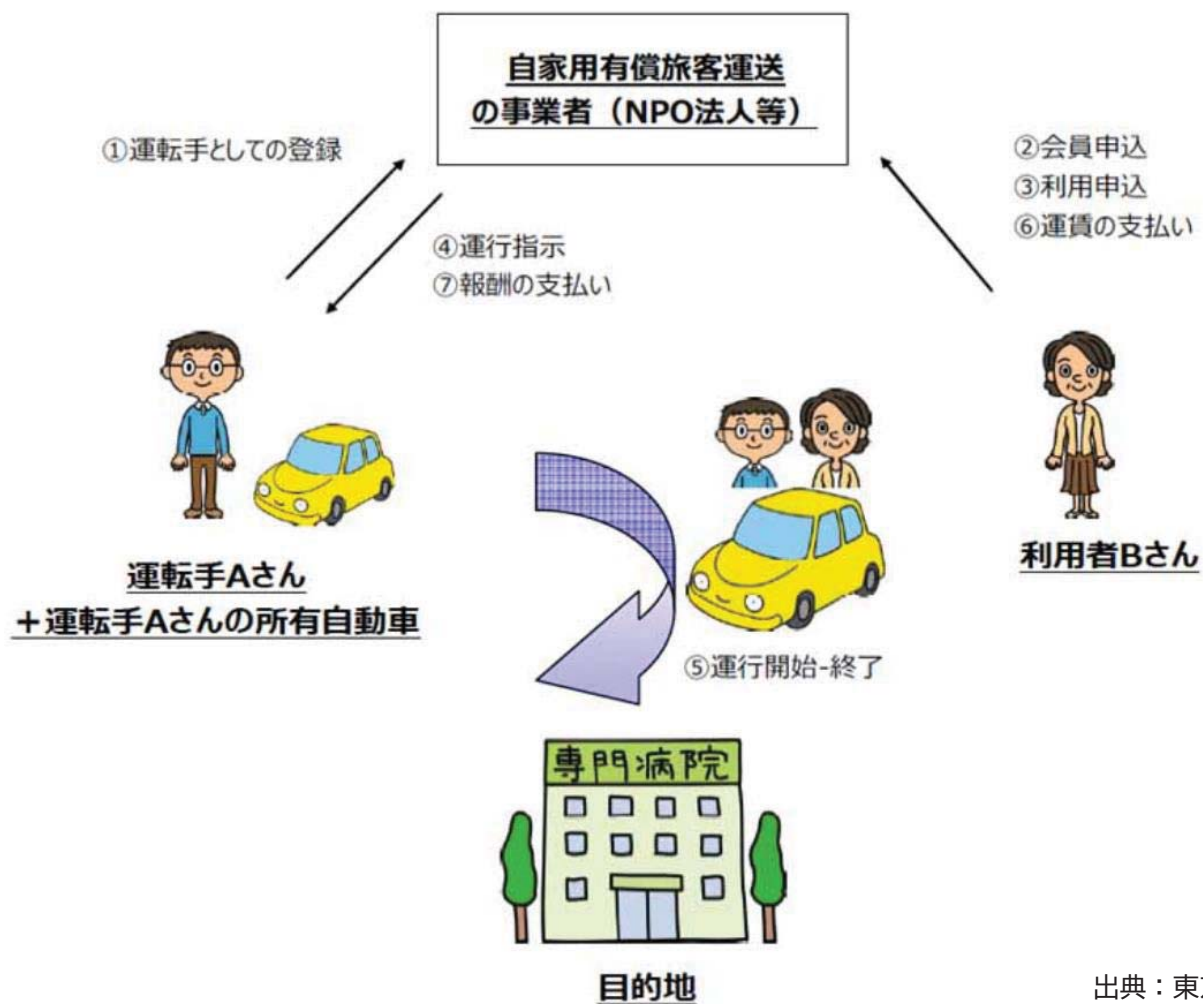 自家用有償旅客運送
の事業者（NPO法人等）
①運転手としての登録
②会員申込
③利用申込
⑥運賃の支払い
④運行指示
⑦報酬の支払い
運転手Aさん
＋運転手Aさんの所有自動車
利用者Bさん
⑤運行開始-終了
専門病院
目的地
出典：東